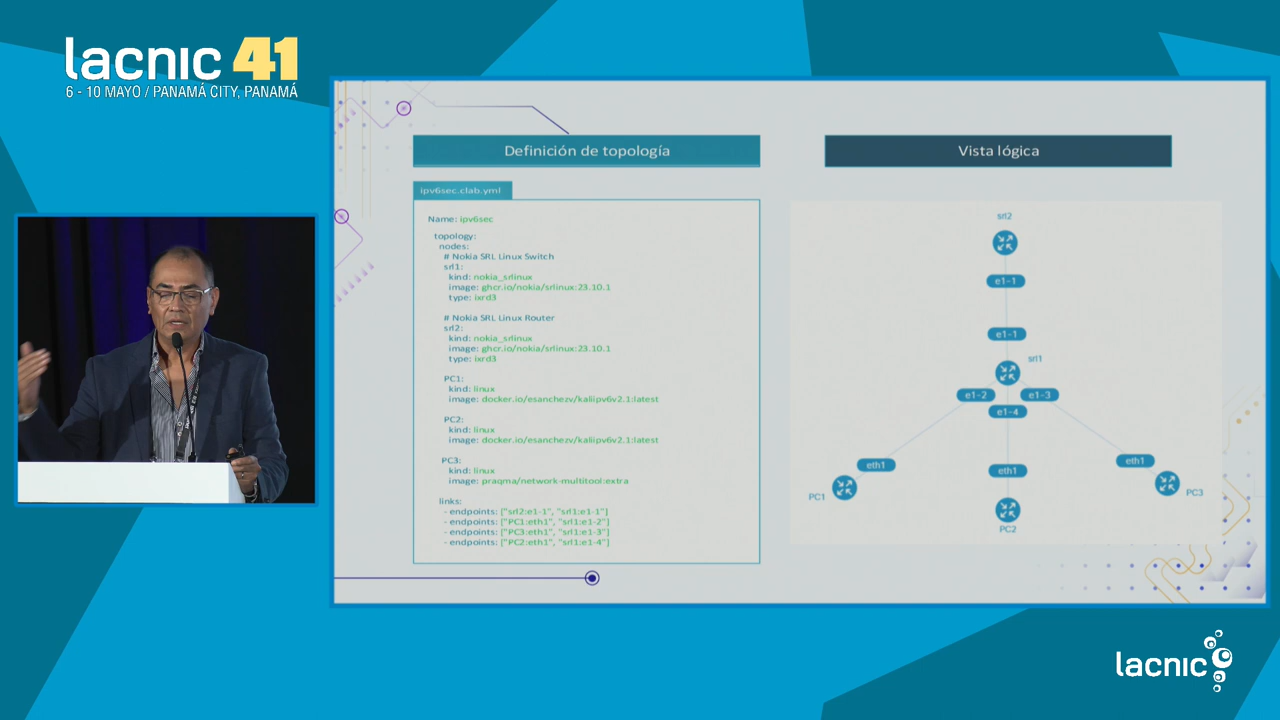 lacnic 41
6 - 10 MAYO / PANAMÁ CITY, PANAMÁ
Definición de topología
ipv6sec.clab.yml
Name: ipv6sec
topology:
nodes:
# Nokia SRL Linux Switch
srl1:
kind: nokia_srlinux
image: ghcr.io/nokia/srlinux:23.10.1
type: ixrd3
# Nokia SRL Linux Router
srl2:
kind: nokia_srlinux
image: ghcr.io/nokia/srlinux:23.10.1
type: ixrd3
PC1:
kind: linux
image: docker.io/esanchezv/kaliipv6v2.1:latest
PC2:
kind: linux
image: docker.io/esanchezv/kaliipv6v2.1:latest
PC3:
kind: linux
image: praqma/network-multitool:extra
links:
- endpoints: ["srl2:e1-1", "srl1:e1-1"]
- endpoints: ["PC1:eth1", "srl1:e1-2"]
- endpoints: ["PC3:eth1", "srl1:e1-3"]
- endpoints: ["PC2:eth1", "srl1:e1-4"]
Vista lógica
srl2
e1-1
e1-1
srl1
e1-2
e1-3
e1-4
eth1
eth1
eth1
PC1
PC3
PC2
lacnic